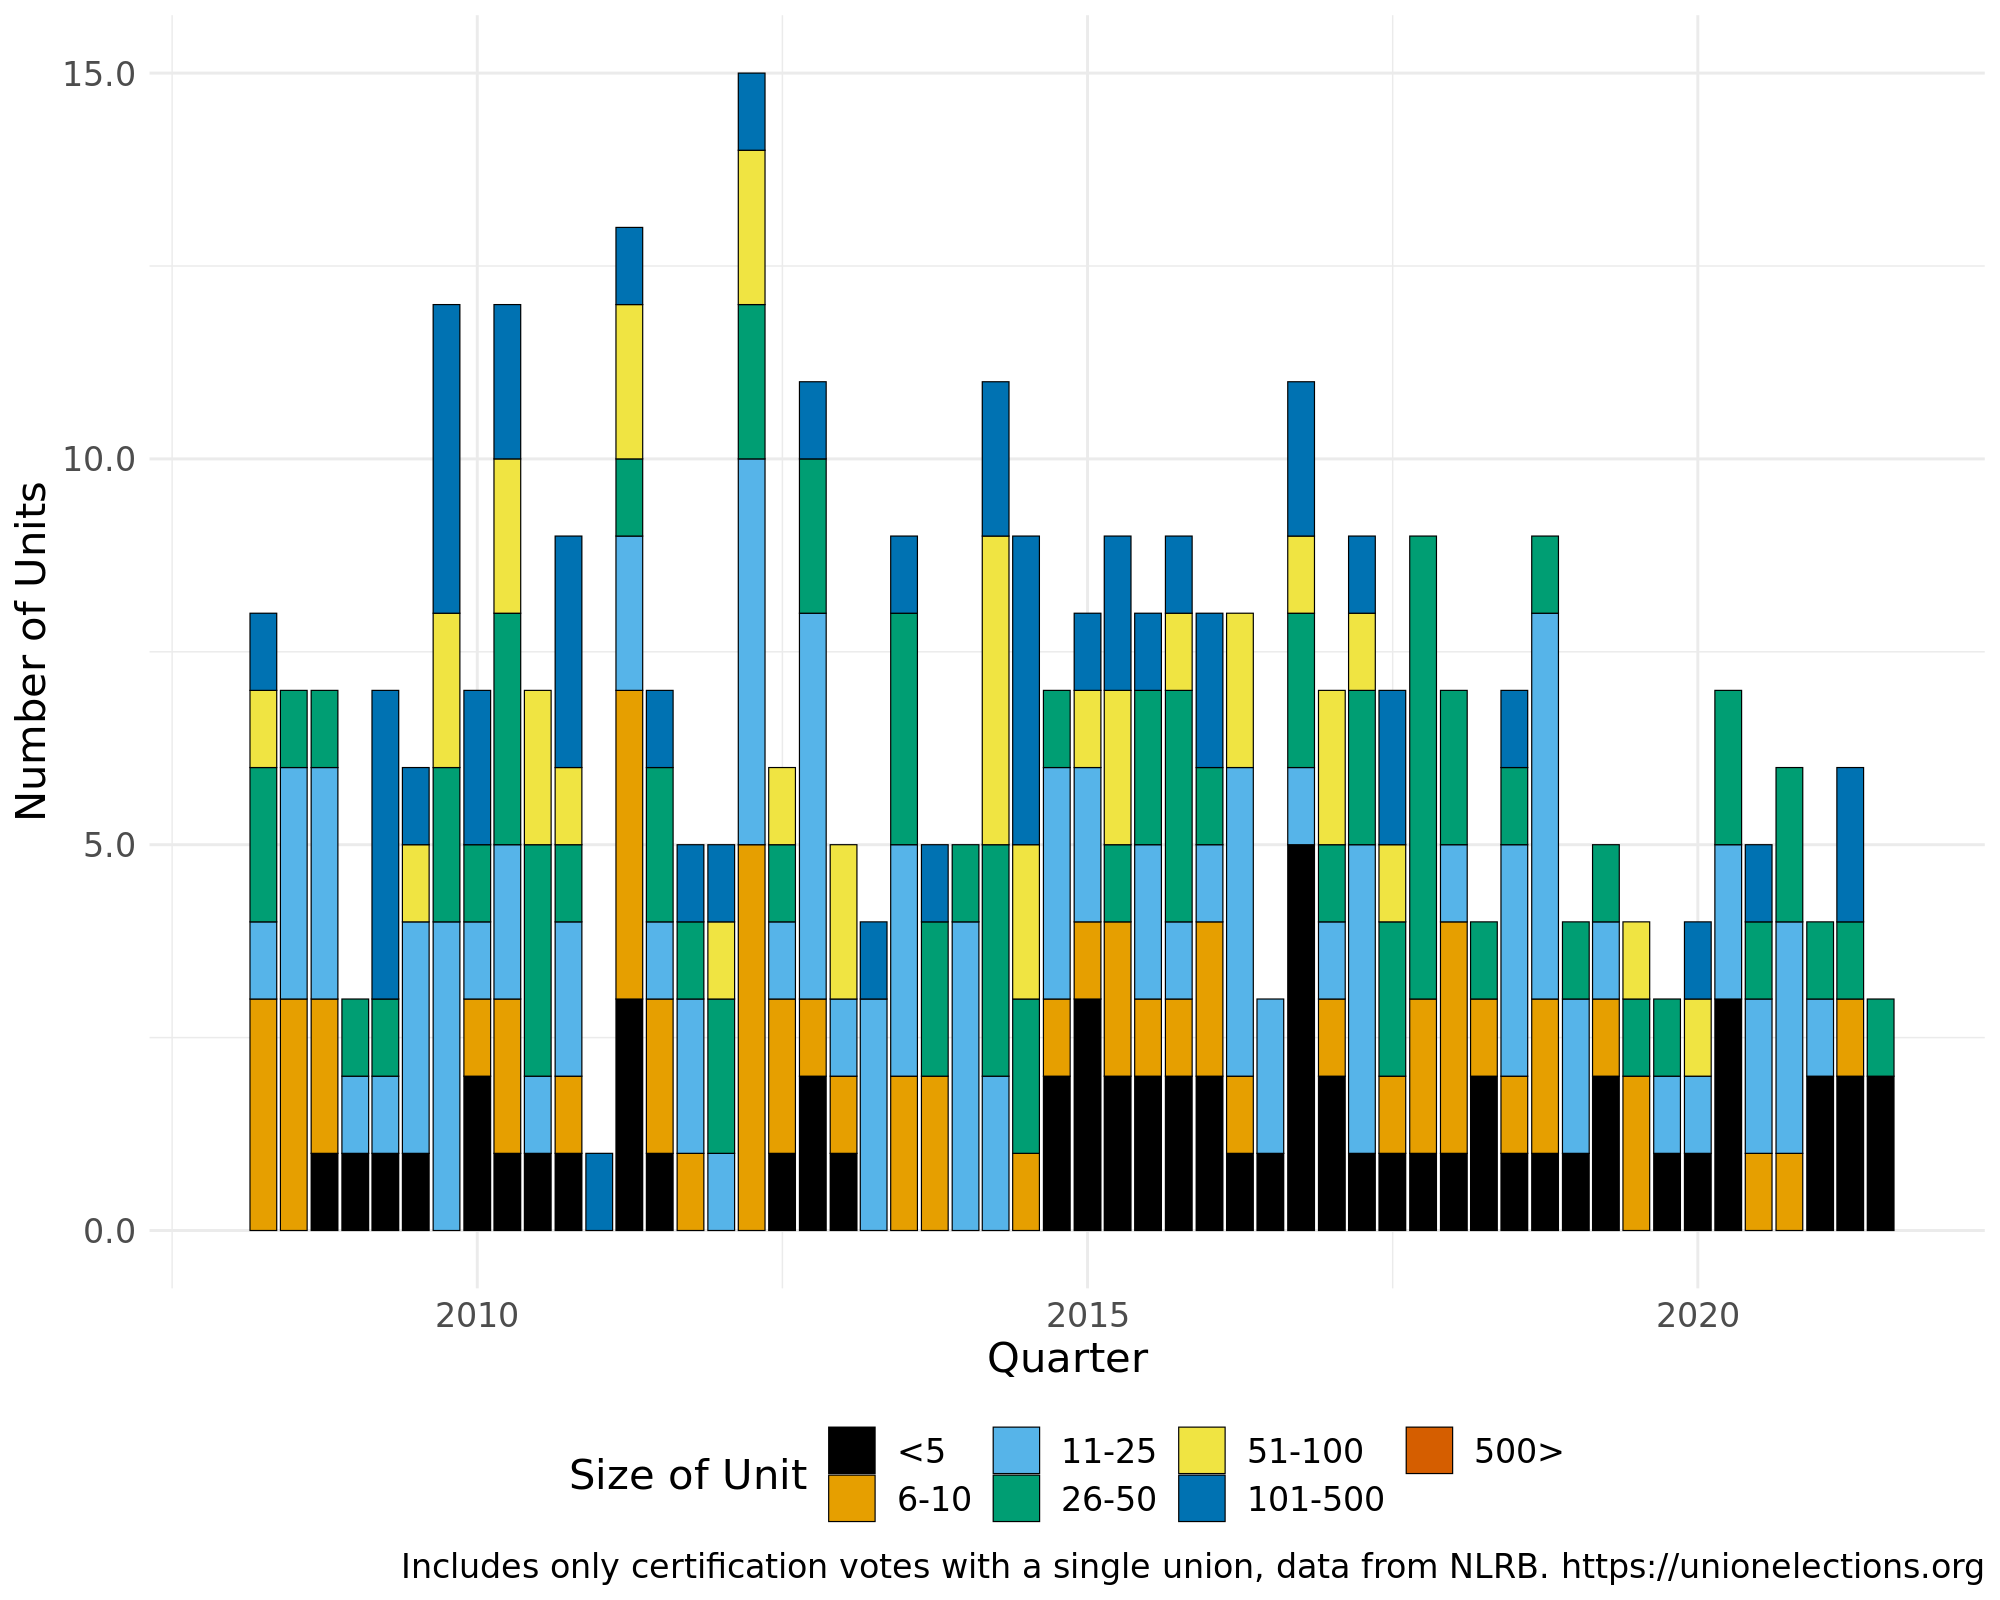 15.0
10.0
5.0
0.0
Number of Units
2010 2015 2020
Quarter
Size of Unit
<5 11-25 51-100 500>
6-10 26-50 101-500
Includes only certification votes with a single union, data from NLRB. https://unionelections.org